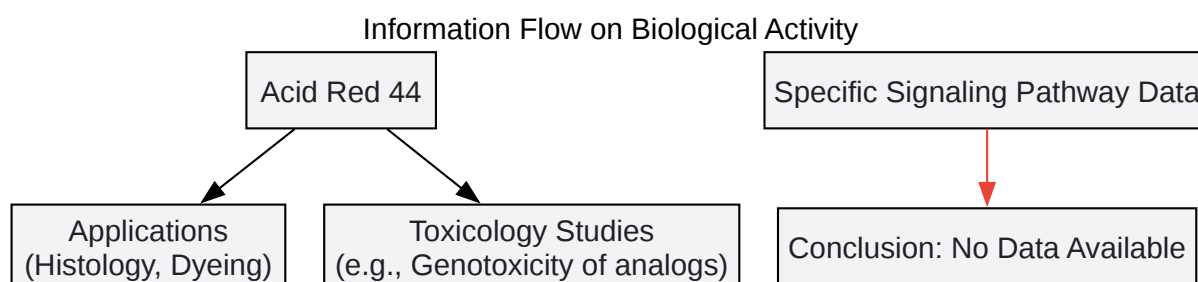 Information Flow on Biological Activity
Acid Red 44
Specific Signaling Pathway Data
Applications
(Histology, Dyeing)
Toxicology Studies
(e.g., Genotoxicity of analogs)
Conclusion: No Data Available